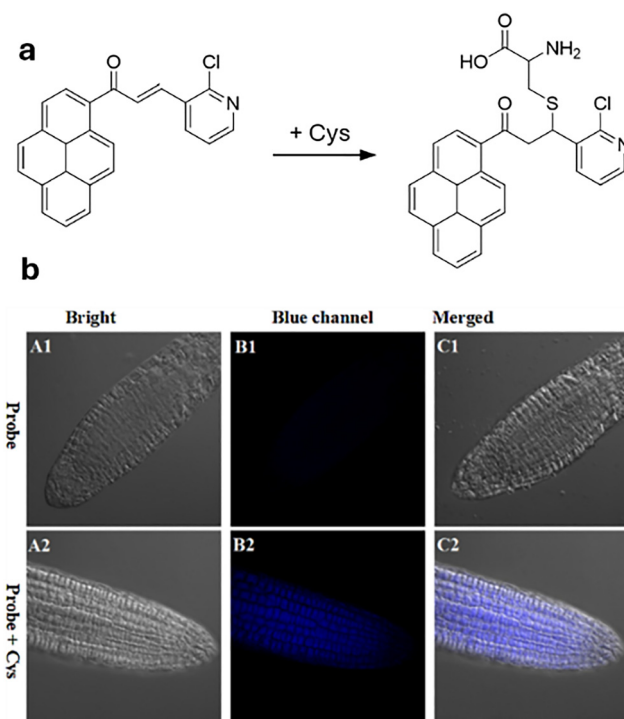 a
O
Cl
N
+ Cys
O
HO
NH₂
S
O
Cl
N
b
Bright Blue channel Merged
Probe
A1 B1 C1
Probe + Cys
A2 B2 C2